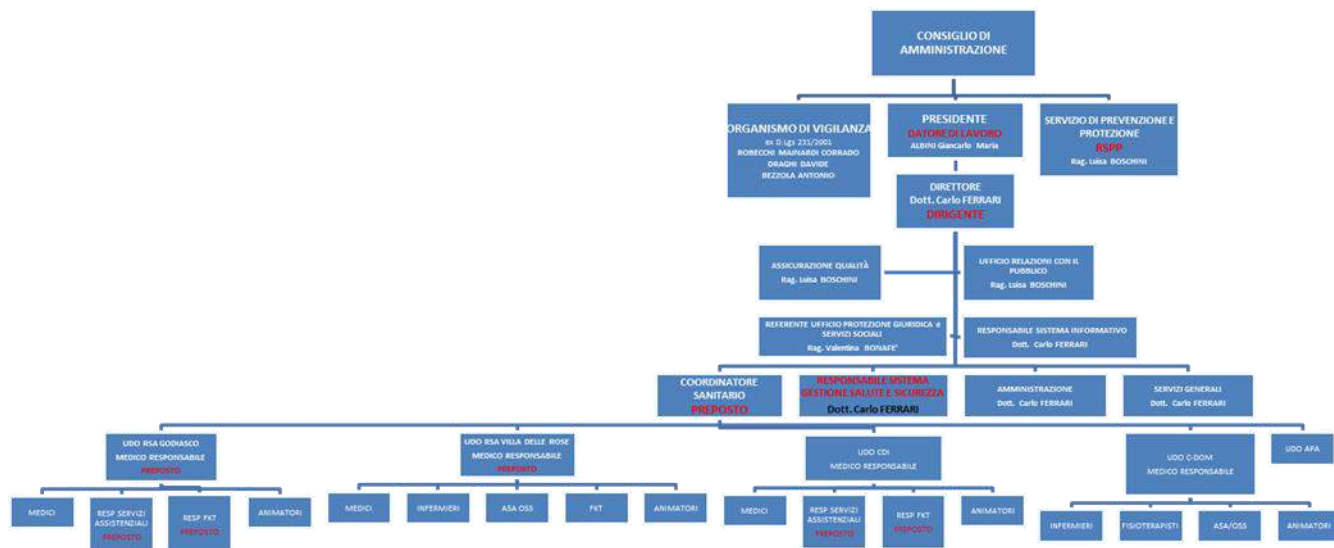 CONSIGLIO DI
AMMINISTRAZIONE
ORGANISMO DI VIGILANZA
ex D.Lgs 231/2001
ROBECCHI MAINARDI CORRADO
DRAGHI DAVIDE
BEZZOLA ANTONIO
PRESIDENTE
DATORE DI LAVORO
ALBINI Giancarlo Maria
SERVIZIO DI PREVENZIONE E
PROTEZIONE
RSPP
Rag. Luisa BOSCHINI
DIRETTORE
Dott. Carlo FERRARI
DIRIGENTE
ASSICURAZIONE QUALITÀ
Rag. Luisa BOSCHINI
UFFICIO RELAZIONI CON IL
PUBBLICO
Rag. Luisa BOSCHINI
REFERENTE UFFICIO PROTEZIONE GIURIDICA e
SERVIZI SOCIALI
Rag. Valentina BONAFE'
RESPONSABILE SISTEMA INFORMATIVO
Dott. Carlo FERRARI
COORDINATORE
SANITARIO
PREPOSTO
RESPONSABILE SISTEMA
GESTIONE SALUTE E SICUREZZA
Dott. Carlo FERRARI
AMMINISTRAZIONE
Dott. Carlo FERRARI
SERVIZI GENERALI
Dott. Carlo FERRARI
UDO RSA GODIASCO
MEDICO RESPONSABILE
PREPOSTO
UDO RSA VILLA DELLE ROSE
MEDICO RESPONSABILE
PREPOSTO
UDO CDI
MEDICO RESPONSABILE
UDO C-DOM
MEDICO RESPONSABILE
UDO APA
MEDICI
RESP SERVIZI
ASSISTENZIALI
PREPOSTO
RESP FKT
PREPOSTO
ANIMATORI
MEDICI
INFERMIERI
ASA OSS
FKT
ANIMATORI
MEDICI
RESP SERVIZI
ASSISTENZIALI
PREPOSTO
RESP FKT
PREPOSTO
ANIMATORI
INFERMIERI
FISIOTERAPISTI
ASA/OSS
ANIMATORI